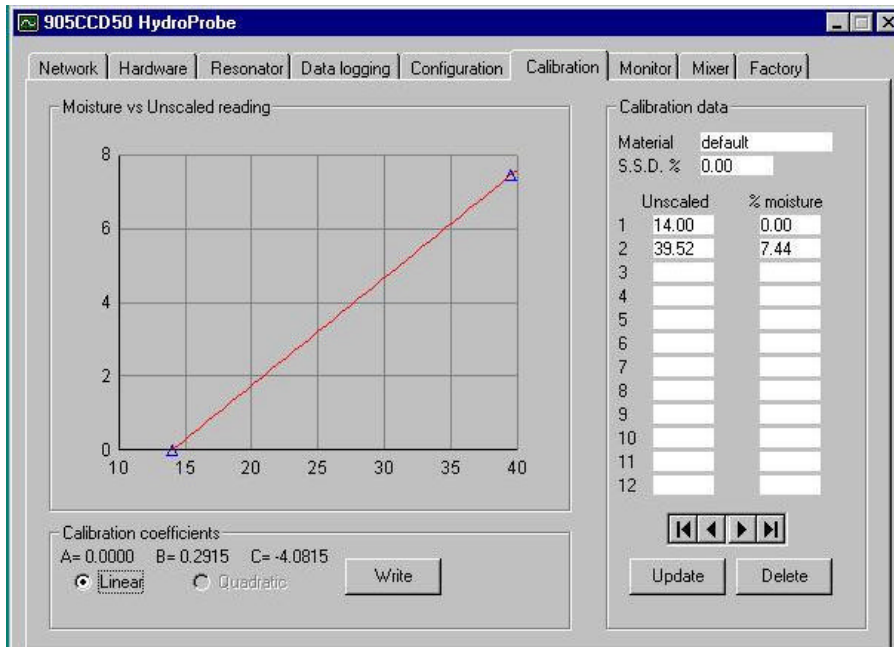 905CCD50 HydroProbe
Network Hardware Resonator Data logging Configuration Calibration Monitor Mixer Factory
Moisture vs Unscaled reading
8
6
4
2
0
10 15 20 25 30 35 40
Calibration coefficients
A= 0.0000 B= 0.2915 C= -4.0815
Linear Quadratic Write
Calibration data
Material default
S.S.D. % 0.00
Unscaled % moisture
1 14.00 0.00
2 39.52 7.44
3
4
5
6
7
8
9
10
11
12
Update Delete